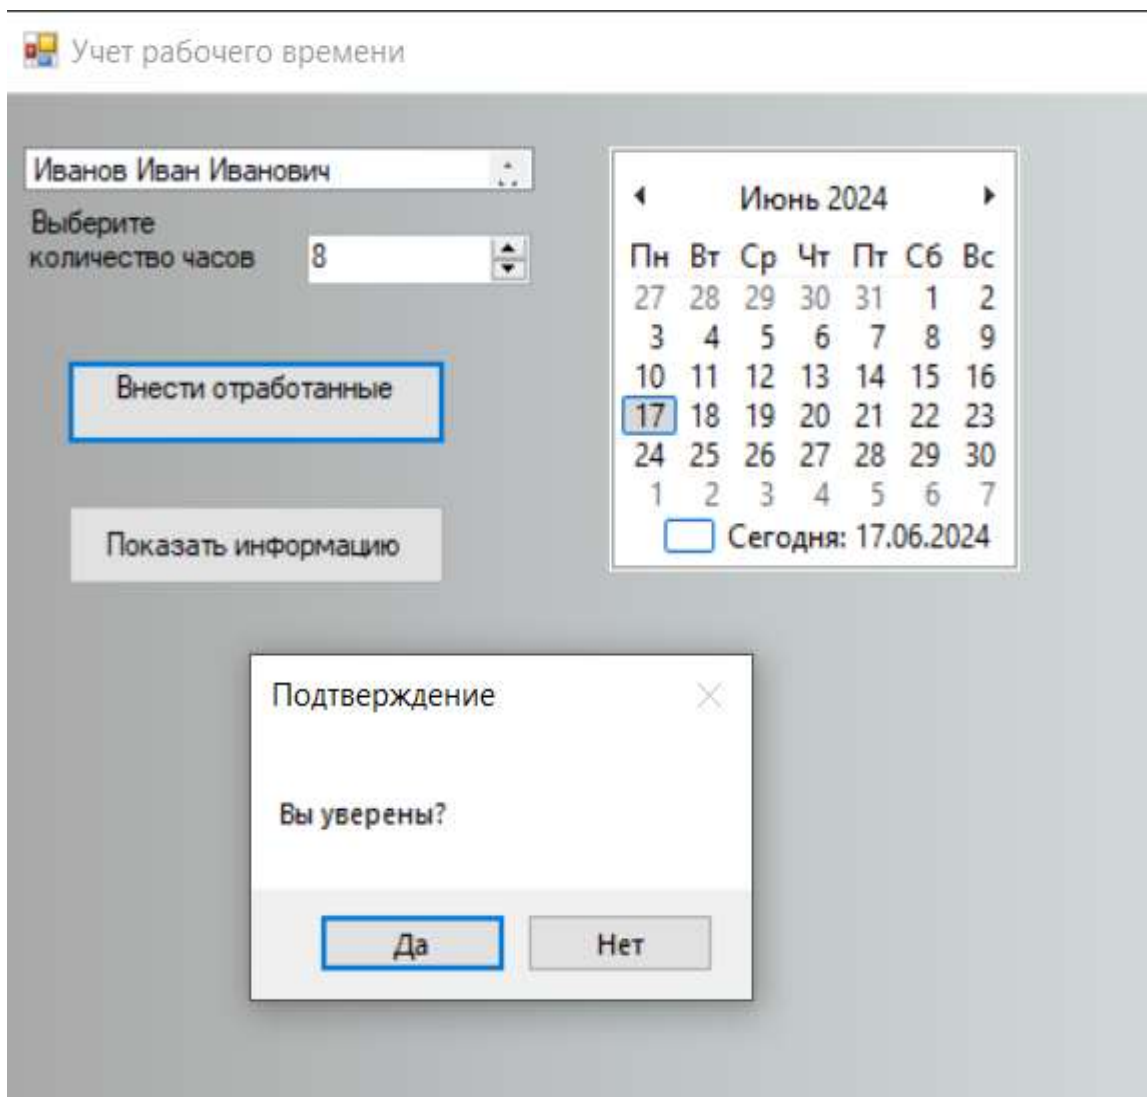 Учет рабочего времени
Иванов Иван Иванович
Выберите
количество часов
8
Внести отработанные
Показать информацию
Июнь 2024
Пн Вт Ср Чт Пт Сб Вс
27 28 29 30 31 1 2
3 4 5 6 7 8 9
10 11 12 13 14 15 16
17 18 19 20 21 22 23
24 25 26 27 28 29 30
1 2 3 4 5 6 7
Сегодня: 17.06.2024
Подтверждение
Вы уверены?
Да
Нет